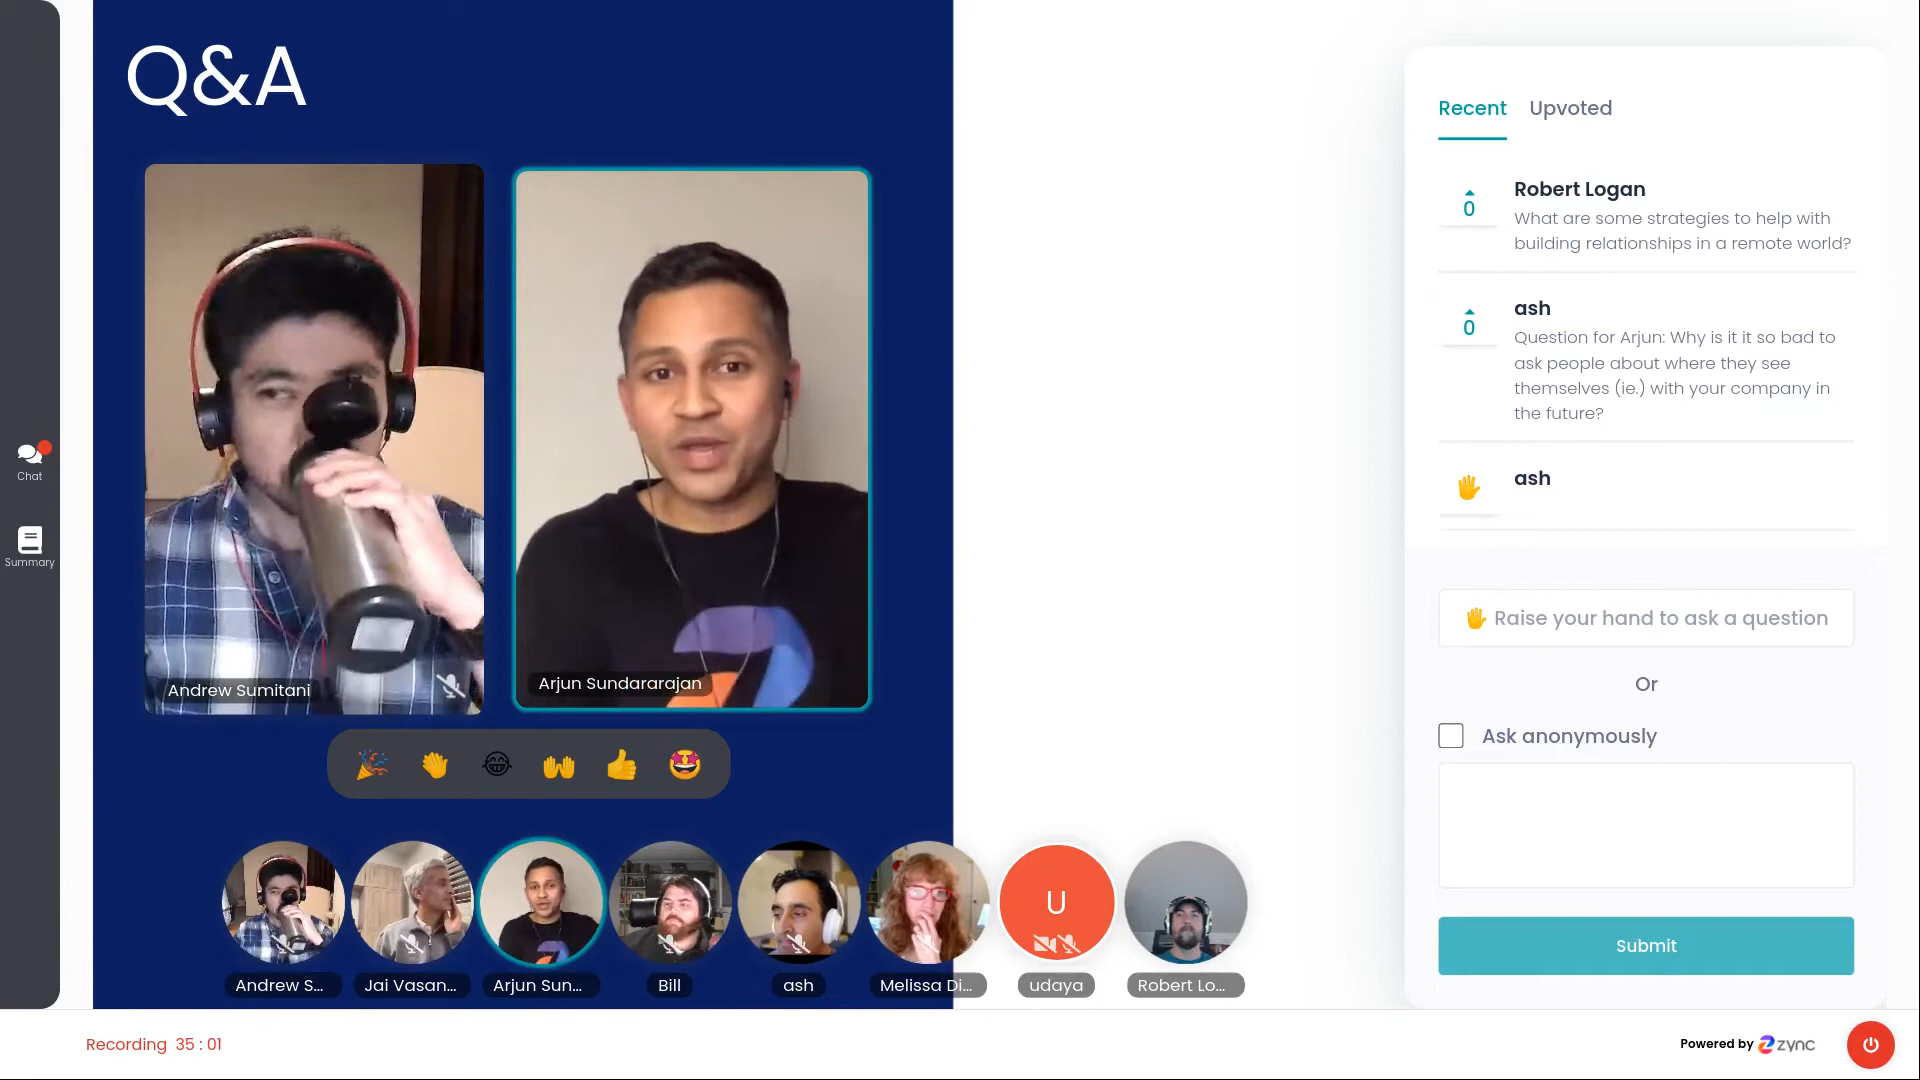 Q&A
Andrew Sumitani
Arjun Sundararajan
Chat
Summary
Andrew S...
Jai Vasan...
Arjun Sun...
Bill
ash
Melissa Di...
U
udaya
Robert Lo...
Recent Upvoted
0
Robert Logan
What are some strategies to help with
building relationships in a remote world?
0
ash
Question for Arjun: Why is it it so bad to
ask people about where they see
themselves (ie.) with your company in
the future?
ash
Raise your hand to ask a question
Or
Ask anonymously
Submit
Recording 35 : 01
Powered by zync